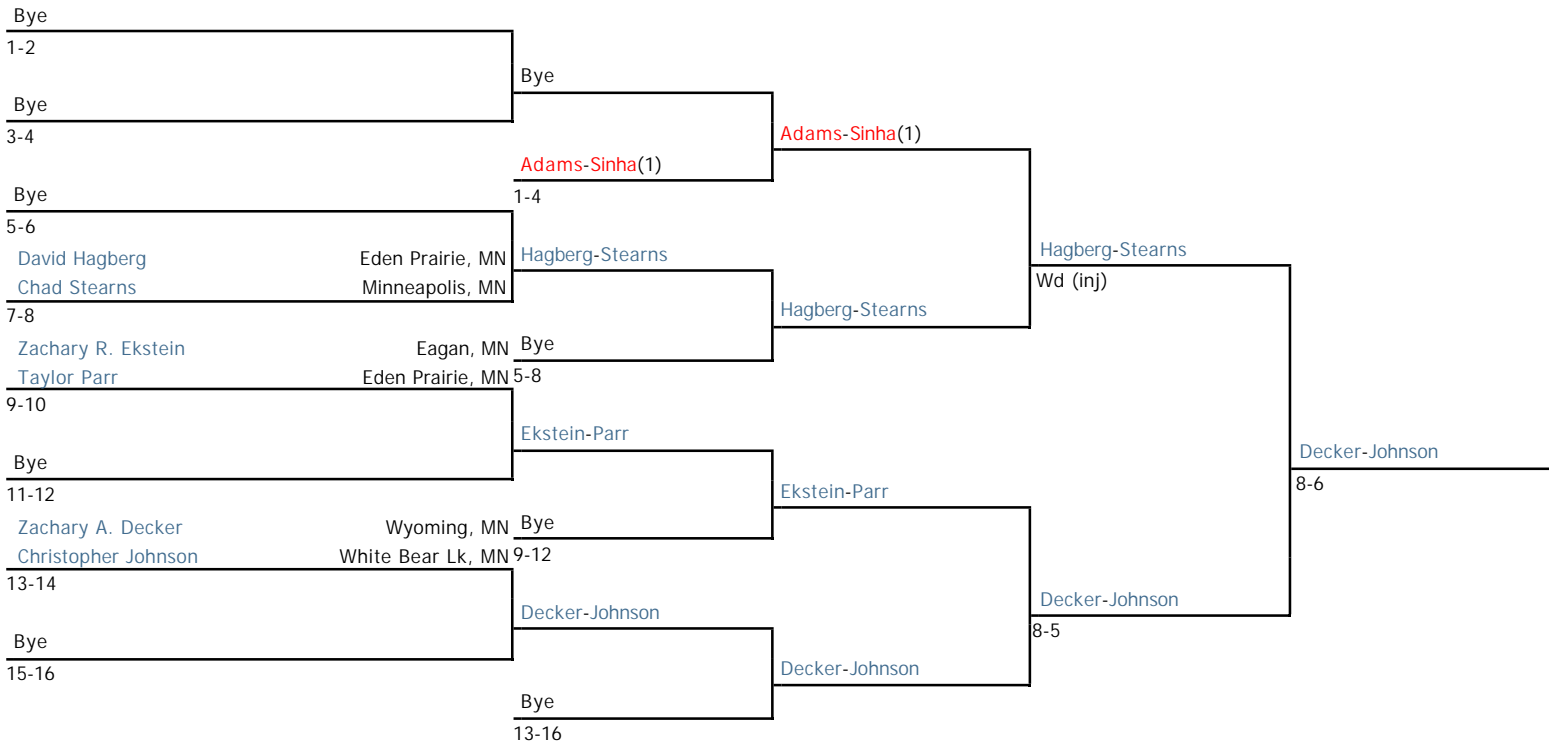 Bye
1-2
Bye
Bye
3-4
Adams-Sinha(1)
Adams-Sinha(1)
1-4
Bye
5-6
David Hagberg Eden Prairie, MN
Chad Stearns Minneapolis, MN
7-8
Hagberg-Stearns
Hagberg-Stearns
Wd (inj)
Hagberg-Stearns
Zachary R. Ekstein Eagan, MN
Taylor Parr Eden Prairie, MN
9-10
Bye
5-8
Ekstein-Parr
Bye
11-12
Decker-Johnson
8-6
Ekstein-Parr
Zachary A. Decker Wyoming, MN
Christopher Johnson White Bear Lk, MN
13-14
Bye
9-12
Decker-Johnson
Decker-Johnson
8-5
Bye
15-16
Decker-Johnson
Bye
13-16